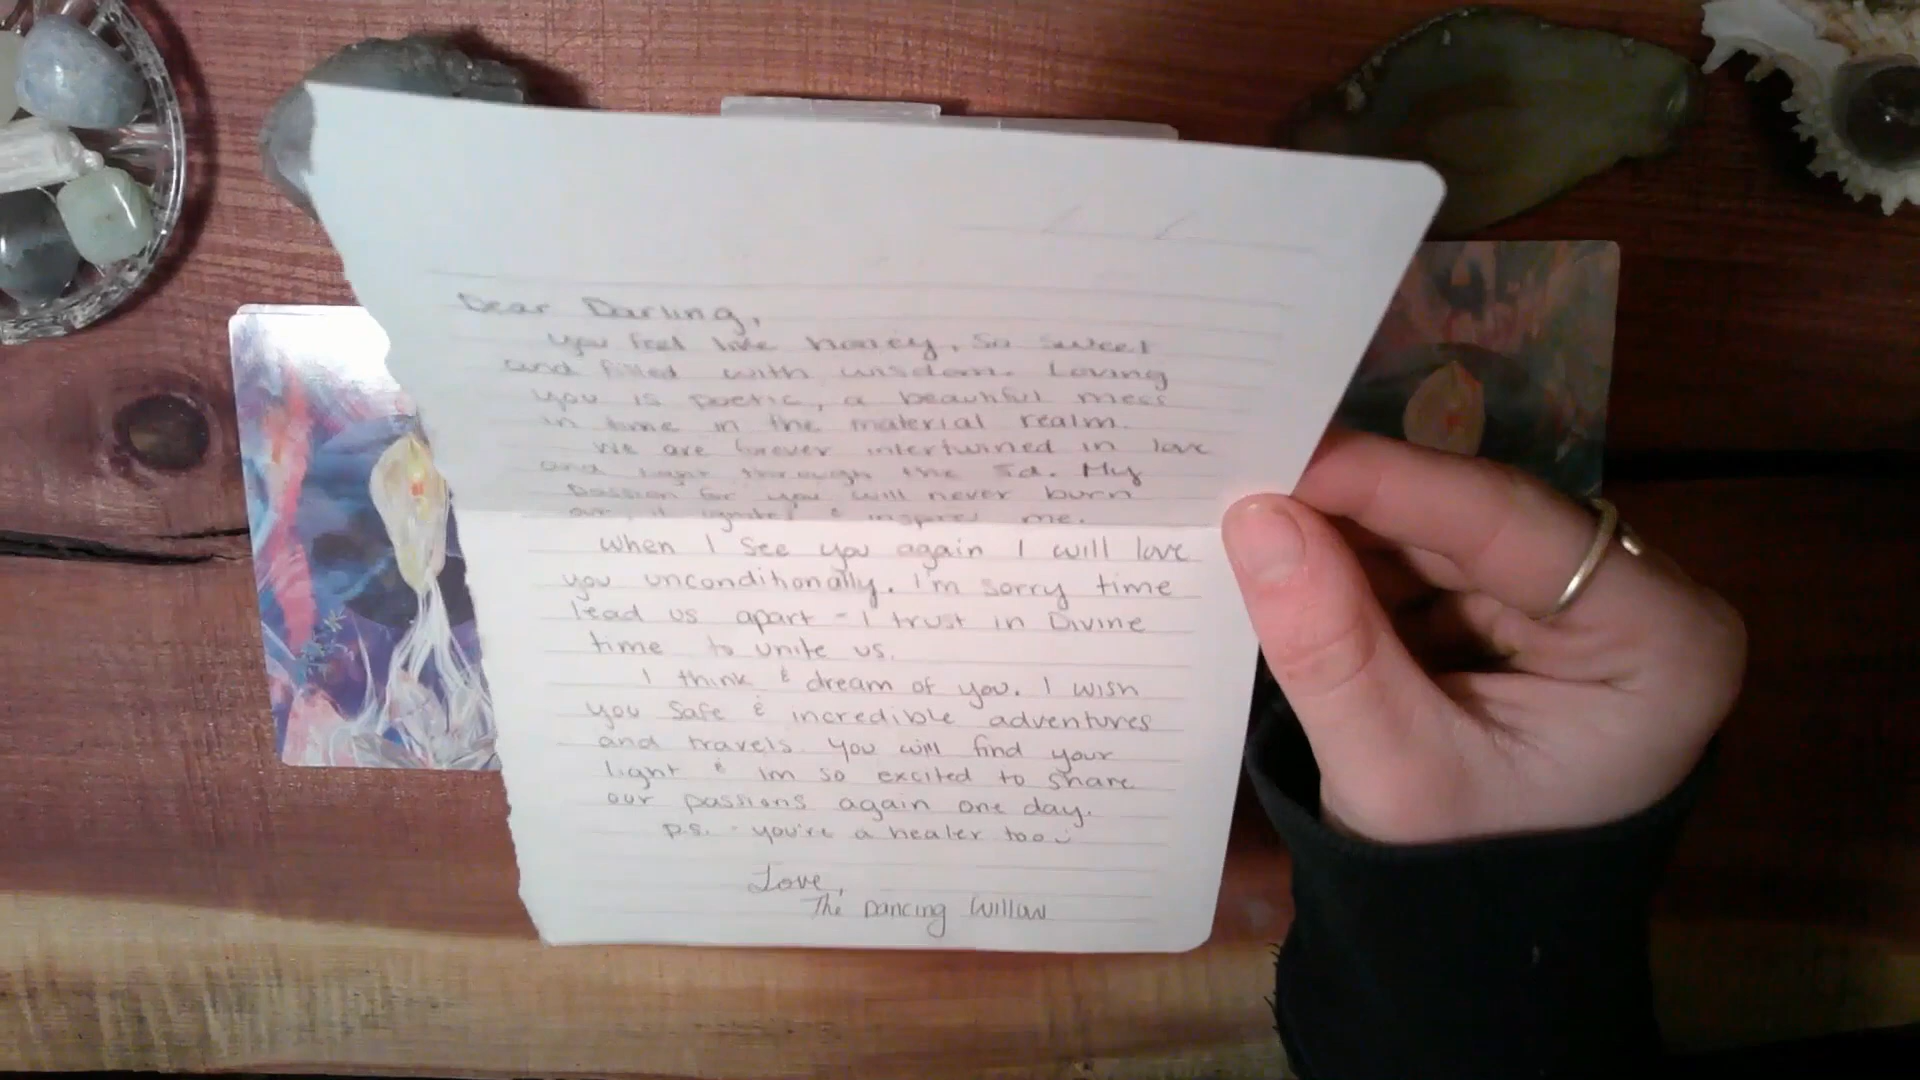 Dear Darling,
you feel like honey, so sweet
and filled with wisdom. Loving
you is poetic, a beautiful mess
in time in the material realm.
We are forever intertwined in love
and light through the 5d. My
passion for you will never burn
out, it ignites & inspires me.
When I see you again I will love
you unconditionally. I'm sorry time
lead us apart - I trust in Divine
time to unite us.
I think & dream of you. I wish
you safe & incredible adventures
and travels. You will find your
light & im so excited to share
our passions again one day.
p.s. - you're a healer too :)
Love,
The Dancing Willow